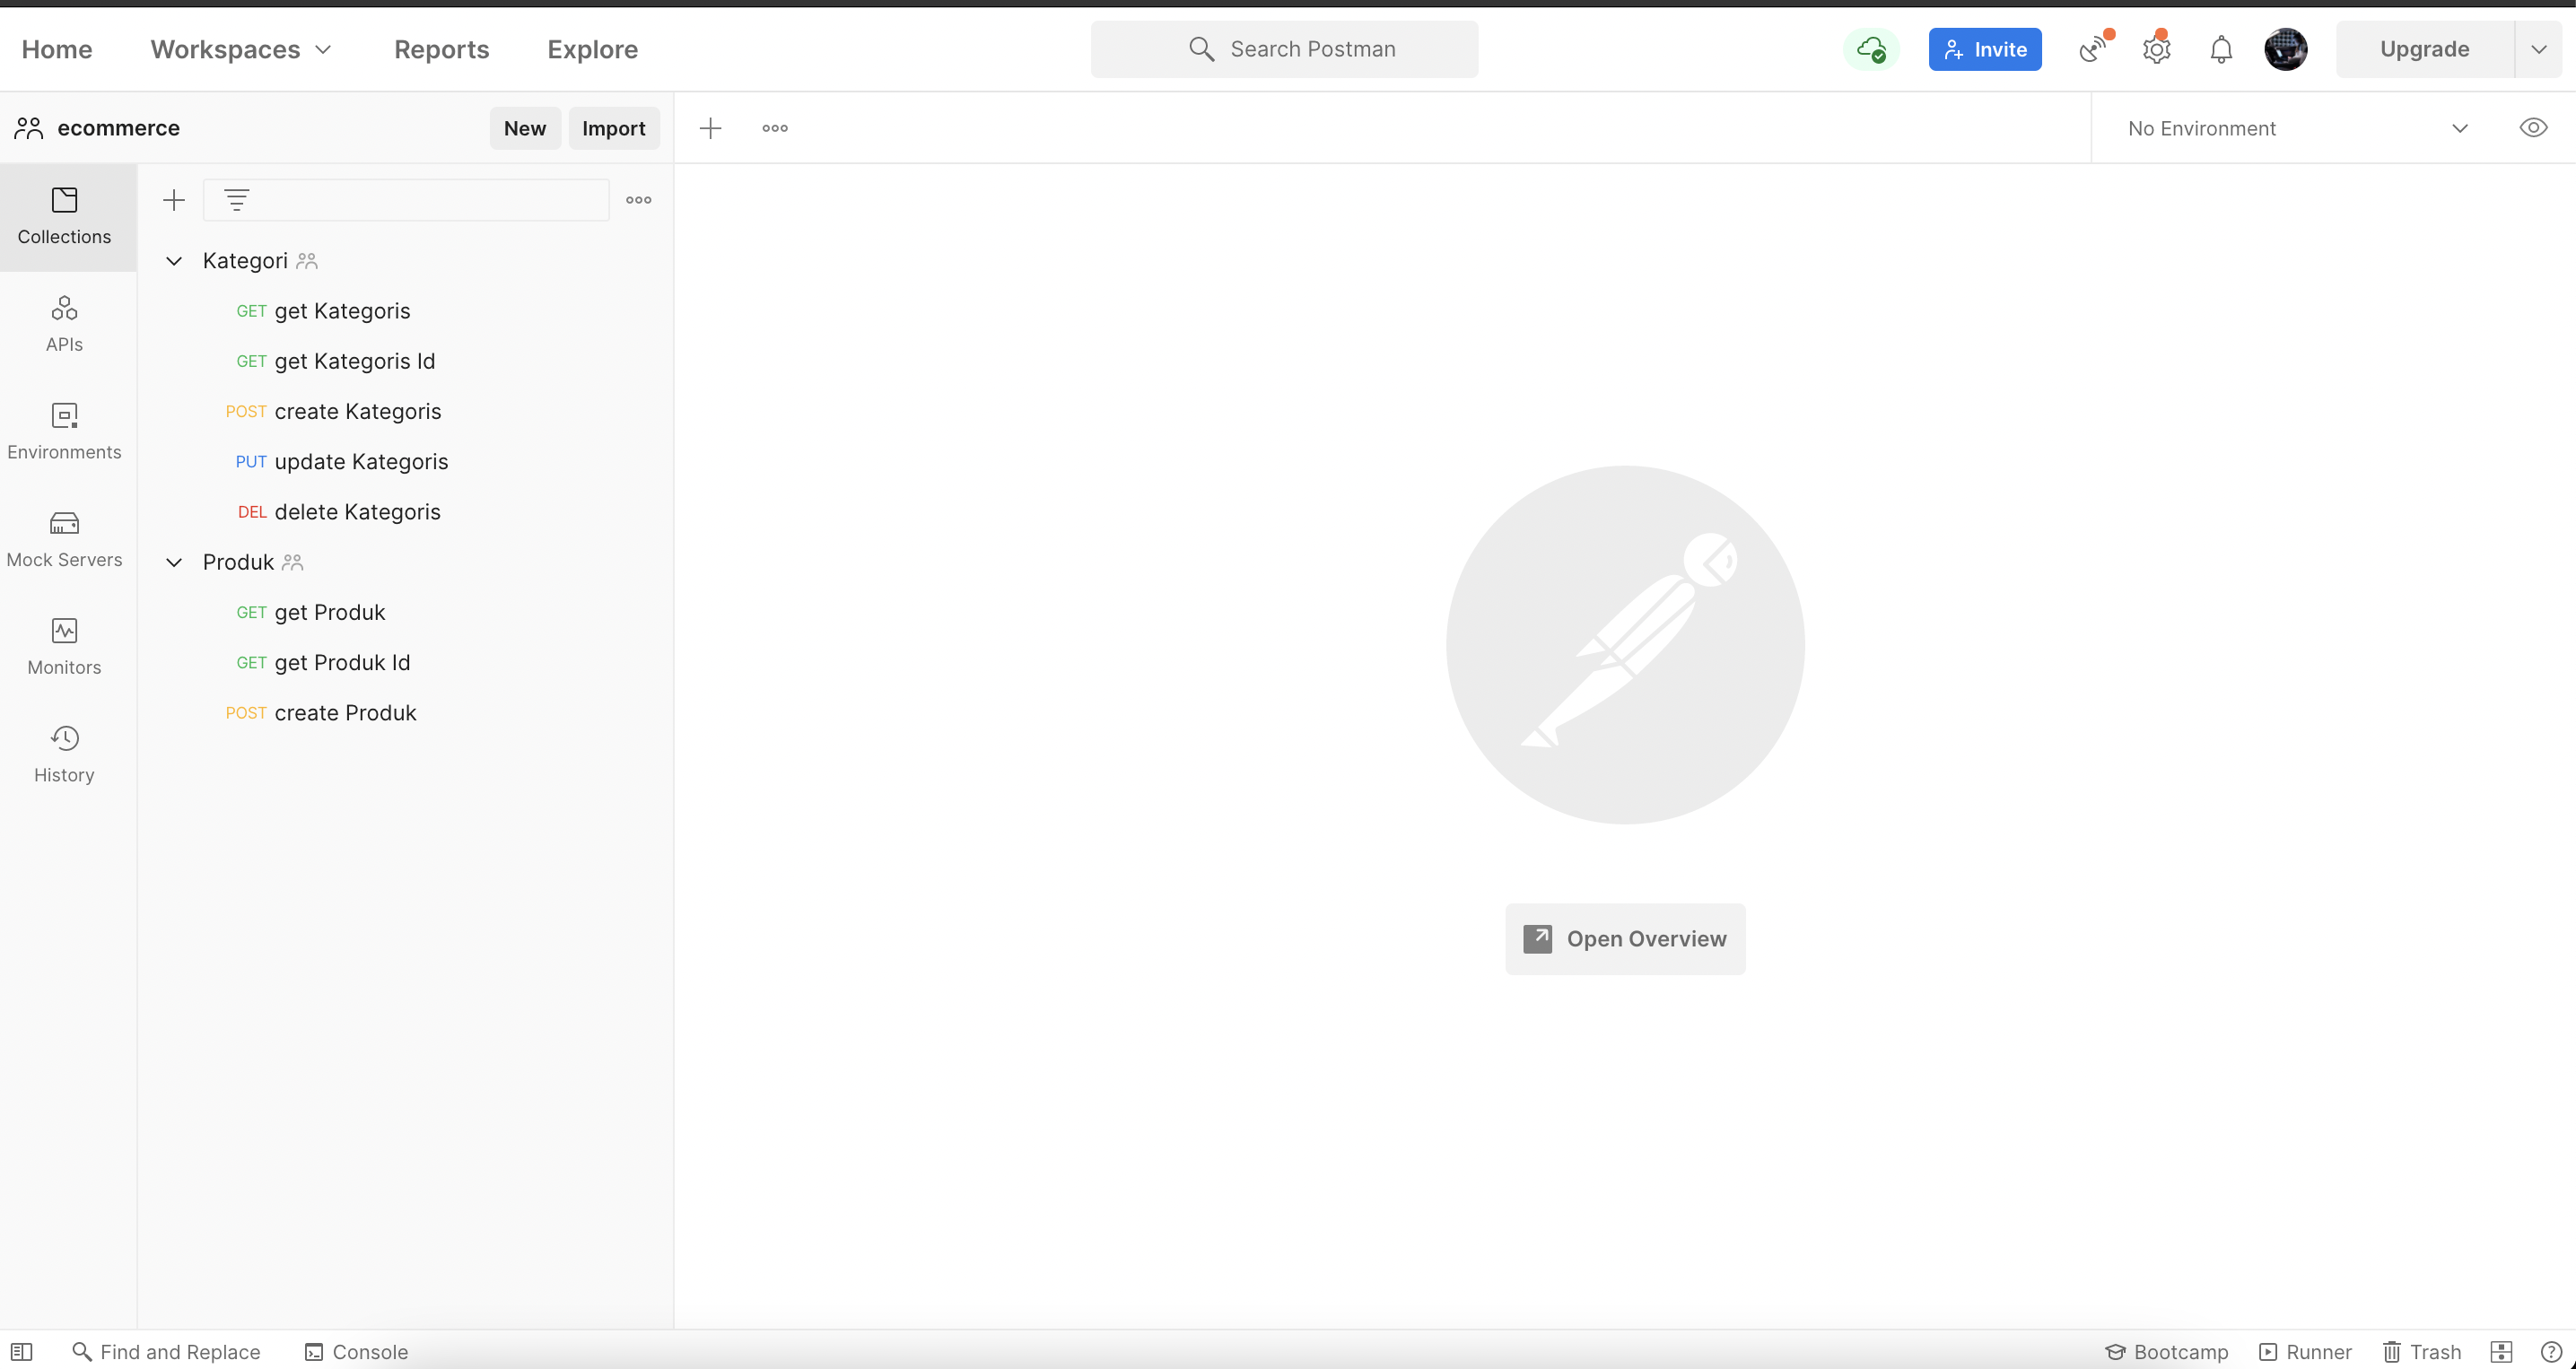 Home Workspaces Reports Explore Search Postman Invite Upgrade
ecommerce New Import No Environment
Collections
APIs
Environments
Mock Servers
Monitors
History
Kategori
GET get Kategoris
GET get Kategoris Id
POST create Kategoris
PUT update Kategoris
DEL delete Kategoris
Produk
GET get Produk
GET get Produk Id
POST create Produk
Open Overview
Find and Replace Console Bootcamp Runner Trash